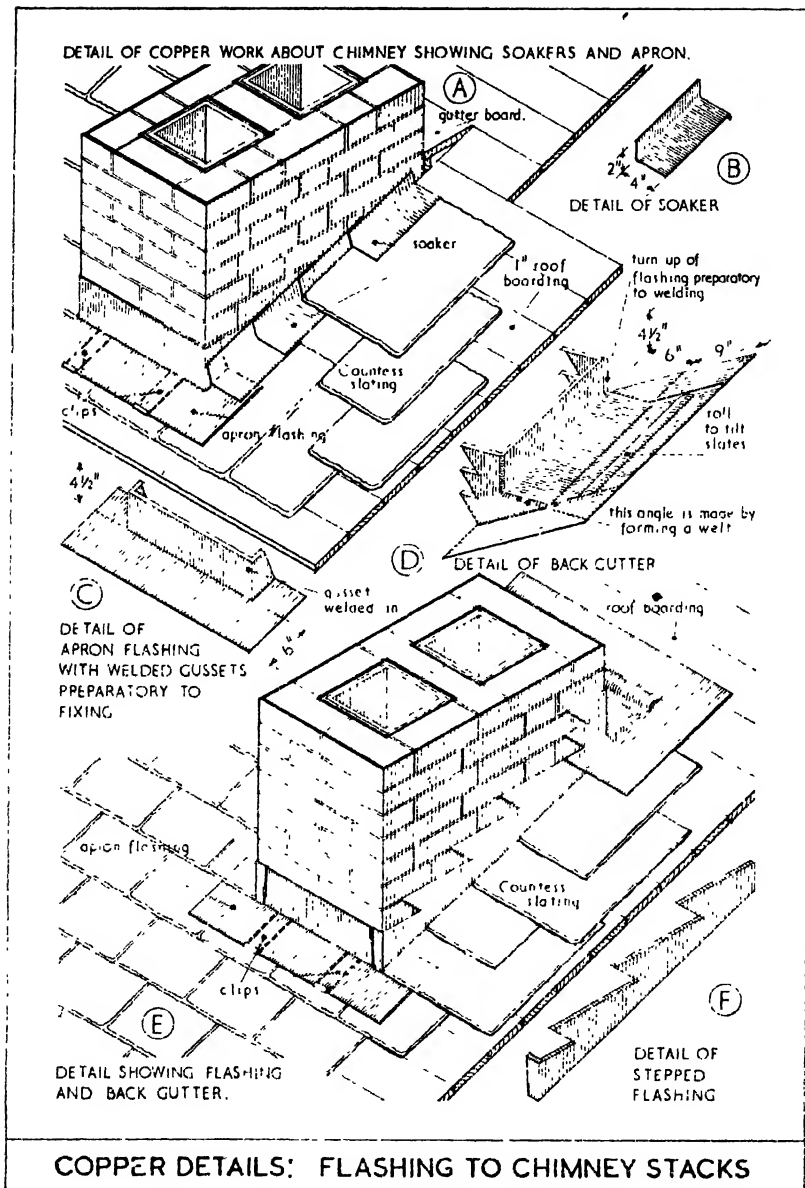 DETAIL OF COPPER WORK ABOUT CHIMNEY SHOWING SOAKERS AND APRON.
A
gutter board.
B
2"
4"
DETAIL OF SOAKER
soaker
1" roof
boarding
turn up of
flashing preparatory
to welding
4½"
6"
9"
Countess
slating
clips
apron flashing
roll
to tilt
slates
this angle is made by
forming a welt
4½"
D
DETAIL OF BACK GUTTER
C
gusset
welded in
DETAIL OF
APRON FLASHING
WITH WELDED GUSSETS
PREPARATORY TO
FIXING
roof boarding
apron flashing
Countess
slating
clips
E
F
DETAIL SHOWING FLASHING
AND BACK GUTTER.
DETAIL OF
STEPPED
FLASHING
COPPER DETAILS: FLASHING TO CHIMNEY STACKS